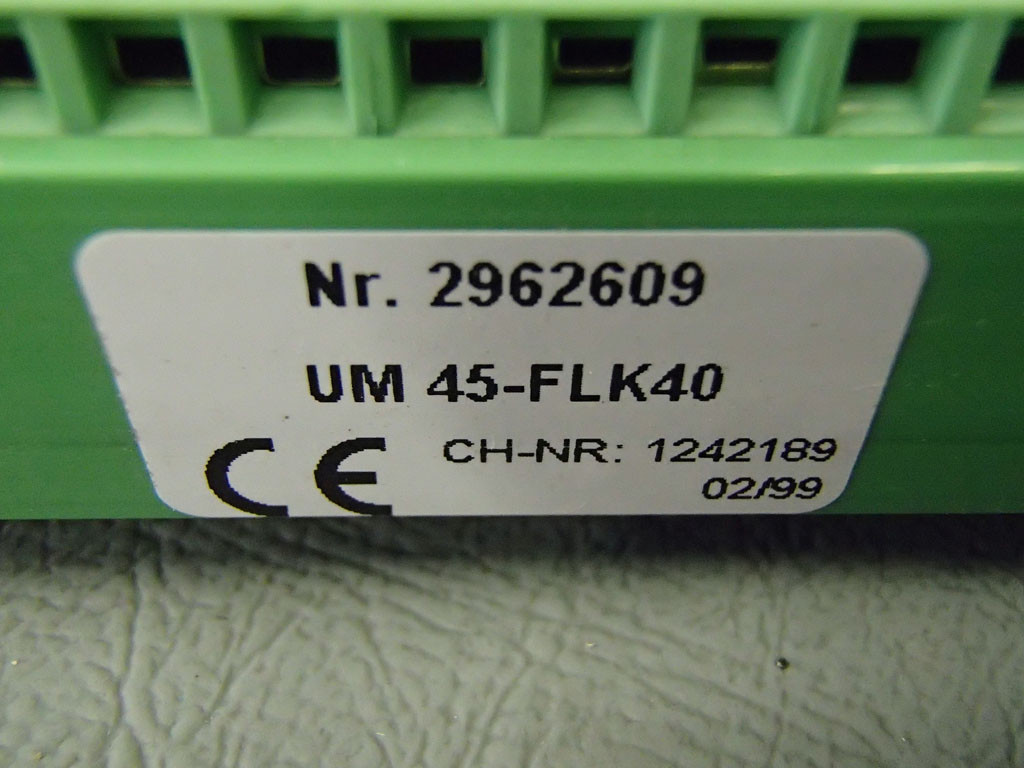 Nr. 2962609
UM 45-FLK40
CE CH-NR: 1242189
02/99